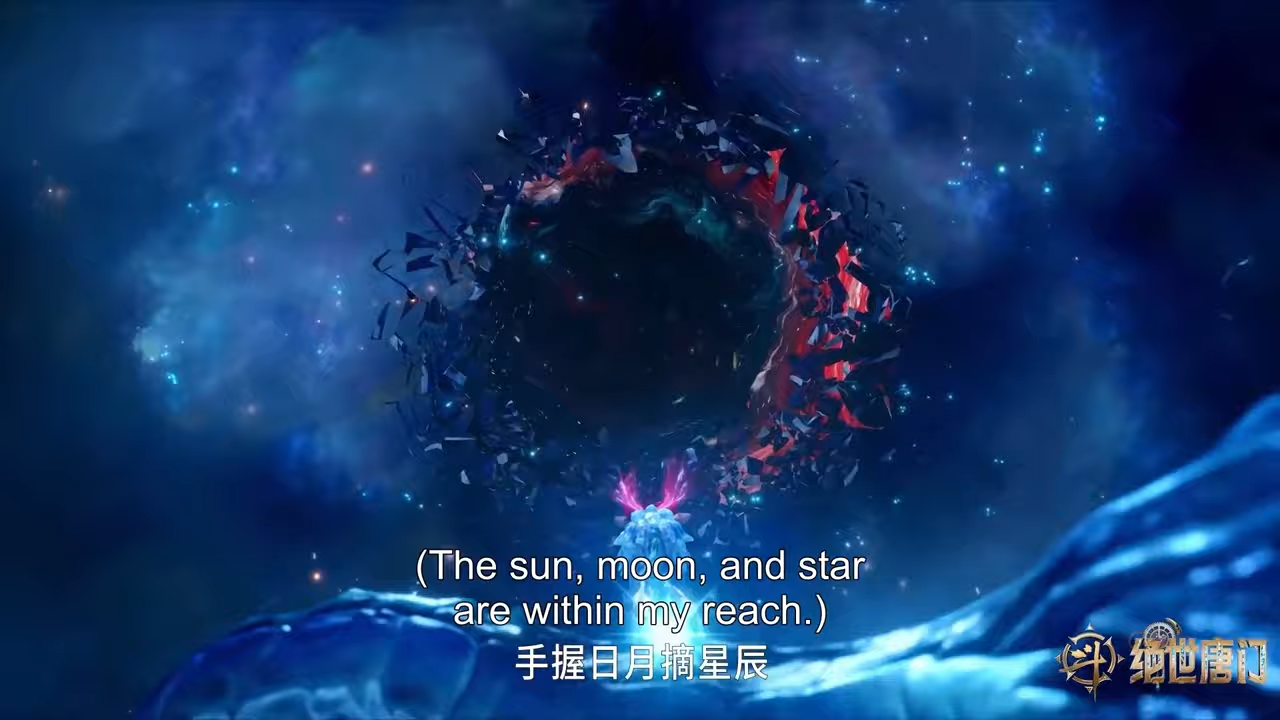 (The sun, moon, and star
are within my reach.)
手握日月摘星辰
斗 绝世唐门